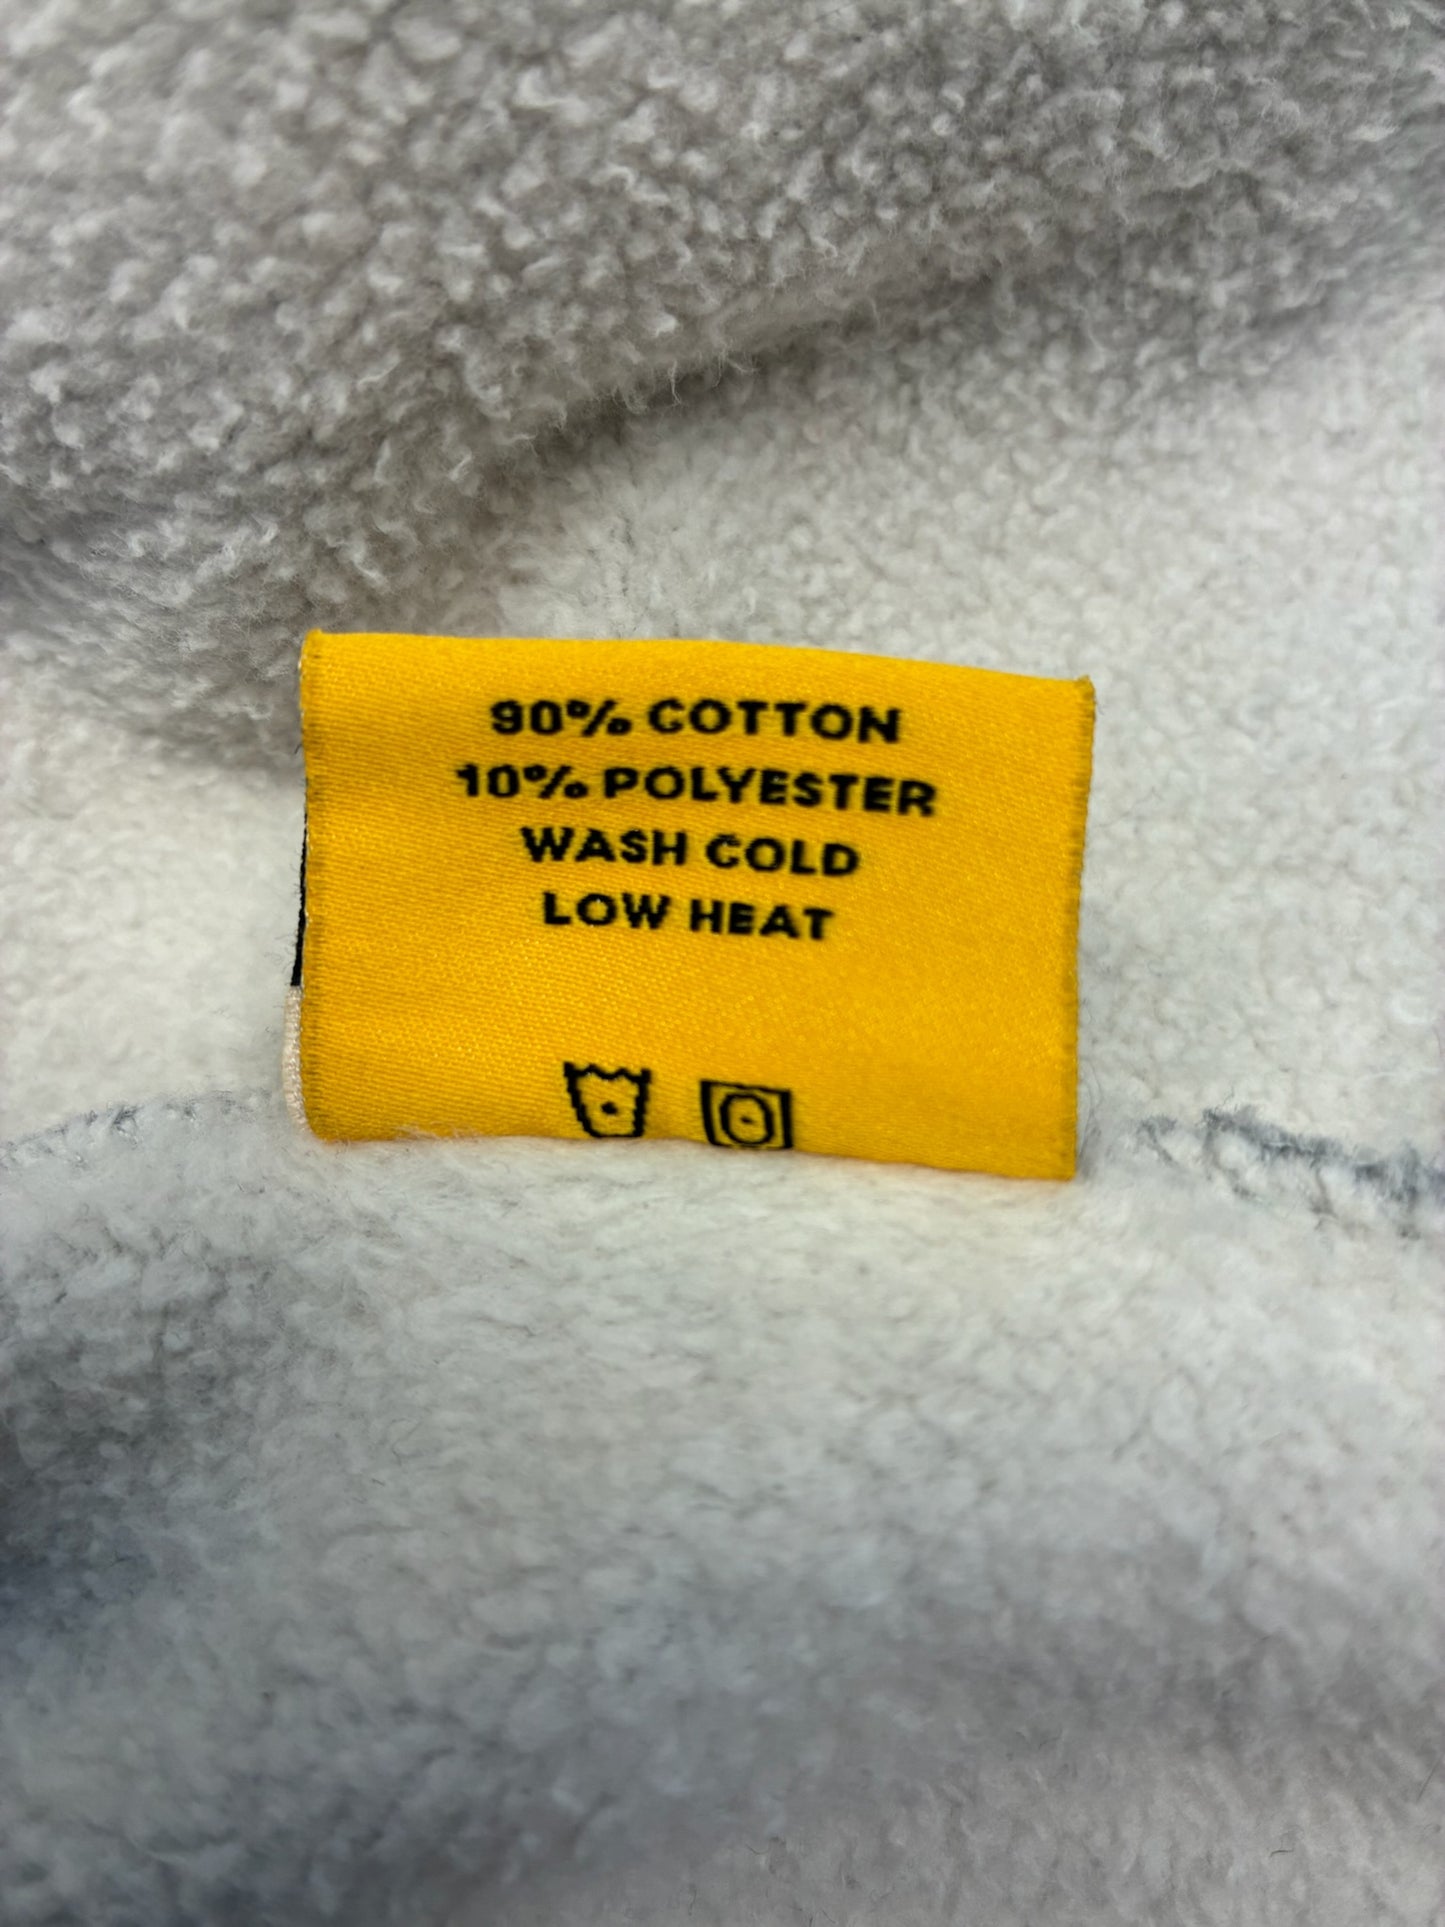 90% COTTON
10% POLYESTER
WASH COLD
LOW HEAT